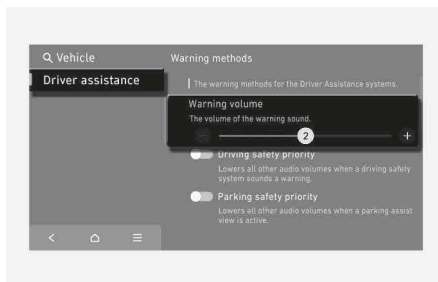 Vehicle
Warning methods
Driver assistance
The warning methods for the Driver Assistance systems.
Warning volume
The volume of the warning sound.
2
+
Driving safety priority
Lowers all other audio volumes when a driving safety
system sounds a warning.
Parking safety priority
Lowers all other audio volumes when a parking assist
view is active.